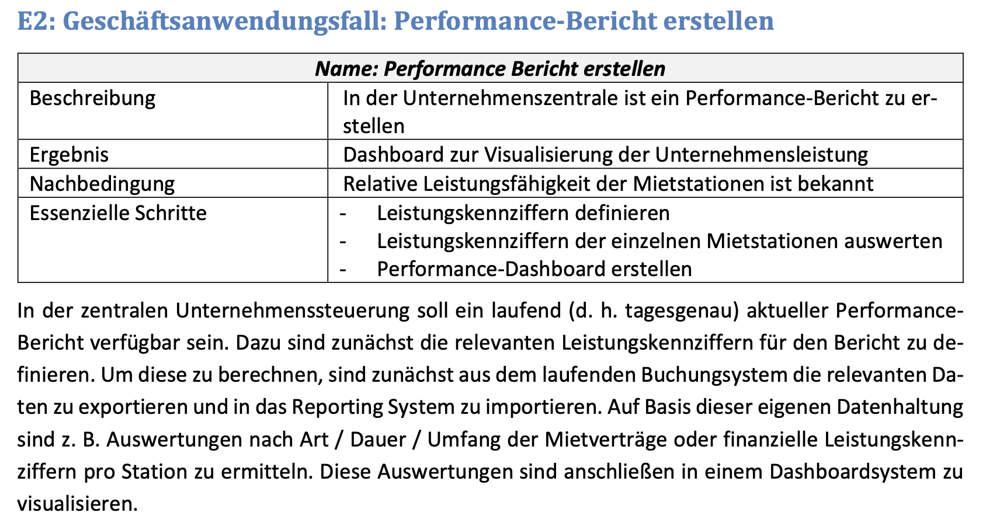 E2: Geschäftsanwendungsfall: Performance-Bericht erstellen
Name: Performance Bericht erstellen
Beschreibung
In der Unternehmenszentrale ist ein Performance-Bericht zu er-
stellen
Ergebnis
Dashboard zur Visualisierung der Unternehmensleistung
Nachbedingung
Relative Leistungsfähigkeit der Mietstationen ist bekannt
Essenzielle Schritte
- Leistungskennziffern definieren
- Leistungskennziffern der einzelnen Mietstationen auswerten
- Performance-Dashboard erstellen
In der zentralen Unternehmenssteuerung soll ein laufend (d. h. tagesgenau) aktueller Performance-
Bericht verfügbar sein. Dazu sind zunächst die relevanten Leistungskennziffern für den Bericht zu de-
finieren. Um diese zu berechnen, sind zunächst aus dem laufenden Buchungsystem die relevanten Da-
ten zu exportieren und in das Reporting System zu importieren. Auf Basis dieser eigenen Datenhaltung
sind z. B. Auswertungen nach Art / Dauer / Umfang der Mietverträge oder finanzielle Leistungskenn-
ziffern pro Station zu ermitteln. Diese Auswertungen sind anschließen in einem Dashboardsystem zu
visualisieren.